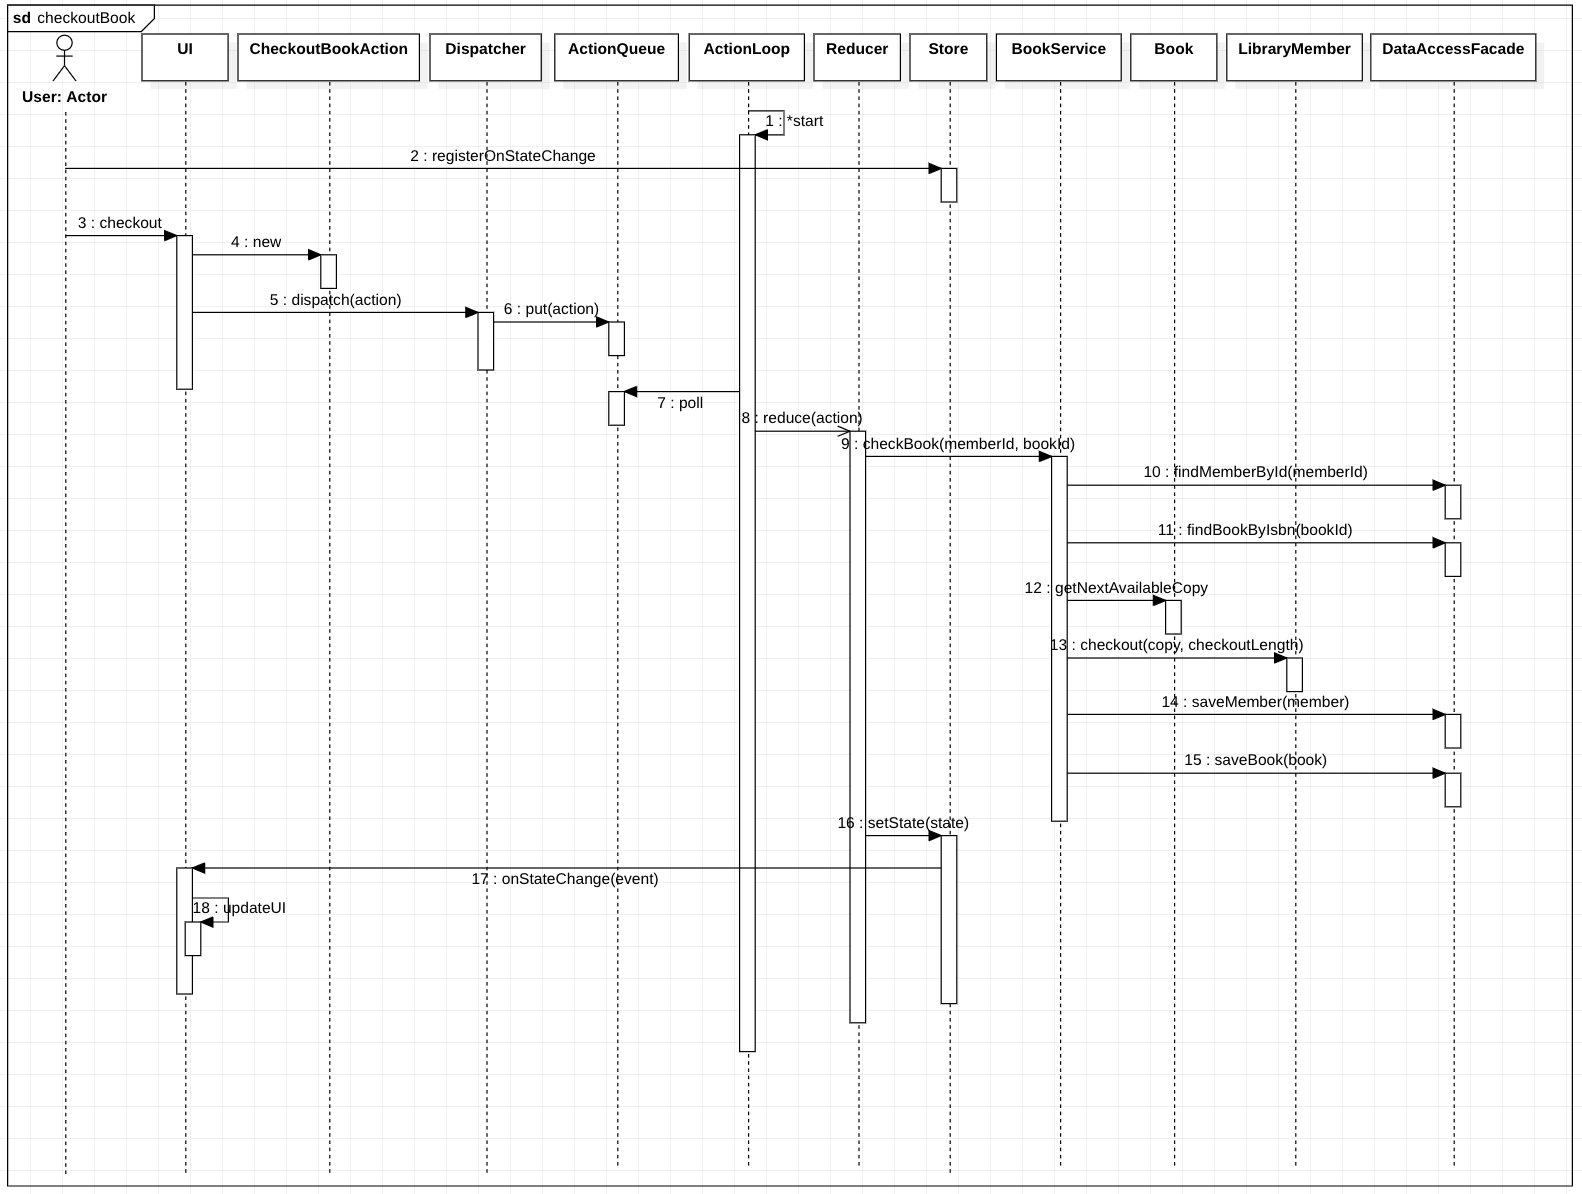 sd checkoutBook
User: Actor
UI
CheckoutBookAction
Dispatcher
ActionQueue
ActionLoop
Reducer
Store
BookService
Book
LibraryMember
DataAccessFacade
1 : *start
2 : registerOnStateChange
3 : checkout
4 : new
5 : dispatch(action)
6 : put(action)
7 : poll
8 : reduce(action)
9 : checkBook(memberId, bookId)
10 : findMemberById(memberId)
11 : findBookByIsbn(bookId)
12 : getNextAvailableCopy
13 : checkout(copy, checkoutLength)
14 : saveMember(member)
15 : saveBook(book)
16 : setState(state)
17 : onStateChange(event)
18 : updateUI